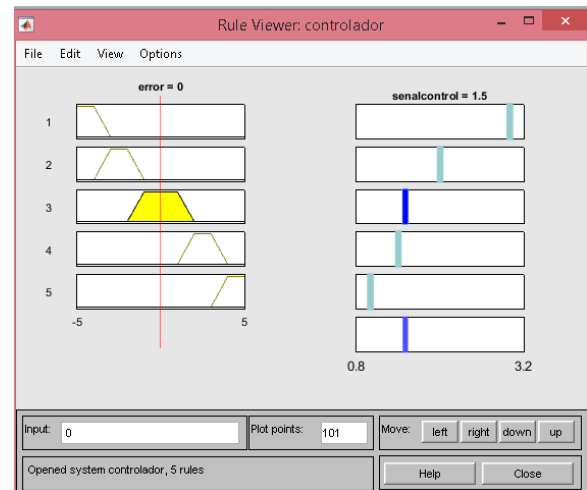 Rule Viewer: controlador
File Edit View Options
error = 0
senalcontrol = 1.5
1
2
3
4
5
-5 5
0.8 3.2
Input: 0 Plot points: 101 Move: left right down up
Opened system controlador, 5 rules Help Close